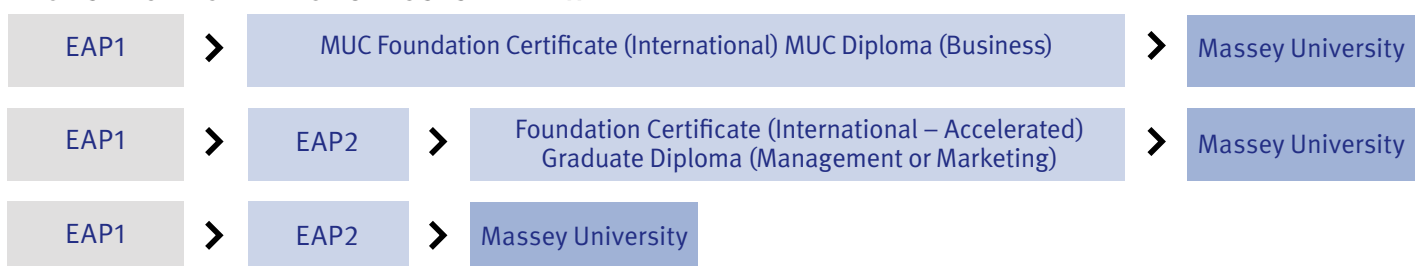 EAP1 MUC Foundation Certificate (International) MUC Diploma (Business) Massey University
EAP1 EAP2 Foundation Certificate (International – Accelerated)
Graduate Diploma (Management or Marketing) Massey University
EAP1 EAP2 Massey University